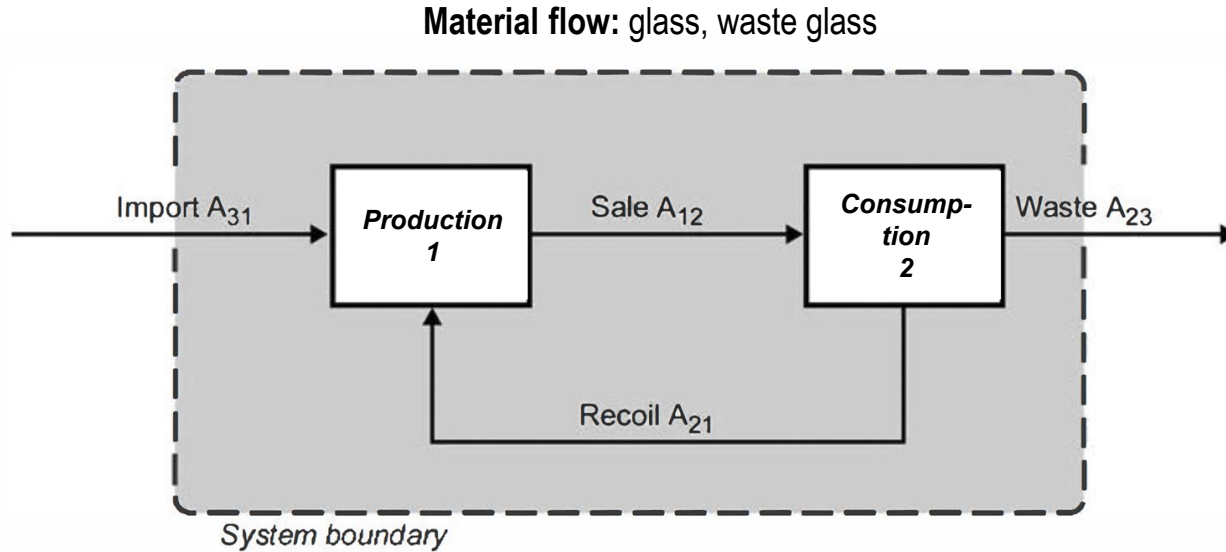 Material flow: glass, waste glass
Import A31
Production
1
Sale A12
Consump-
tion
2
Waste A23
Recoil A21
System boundary